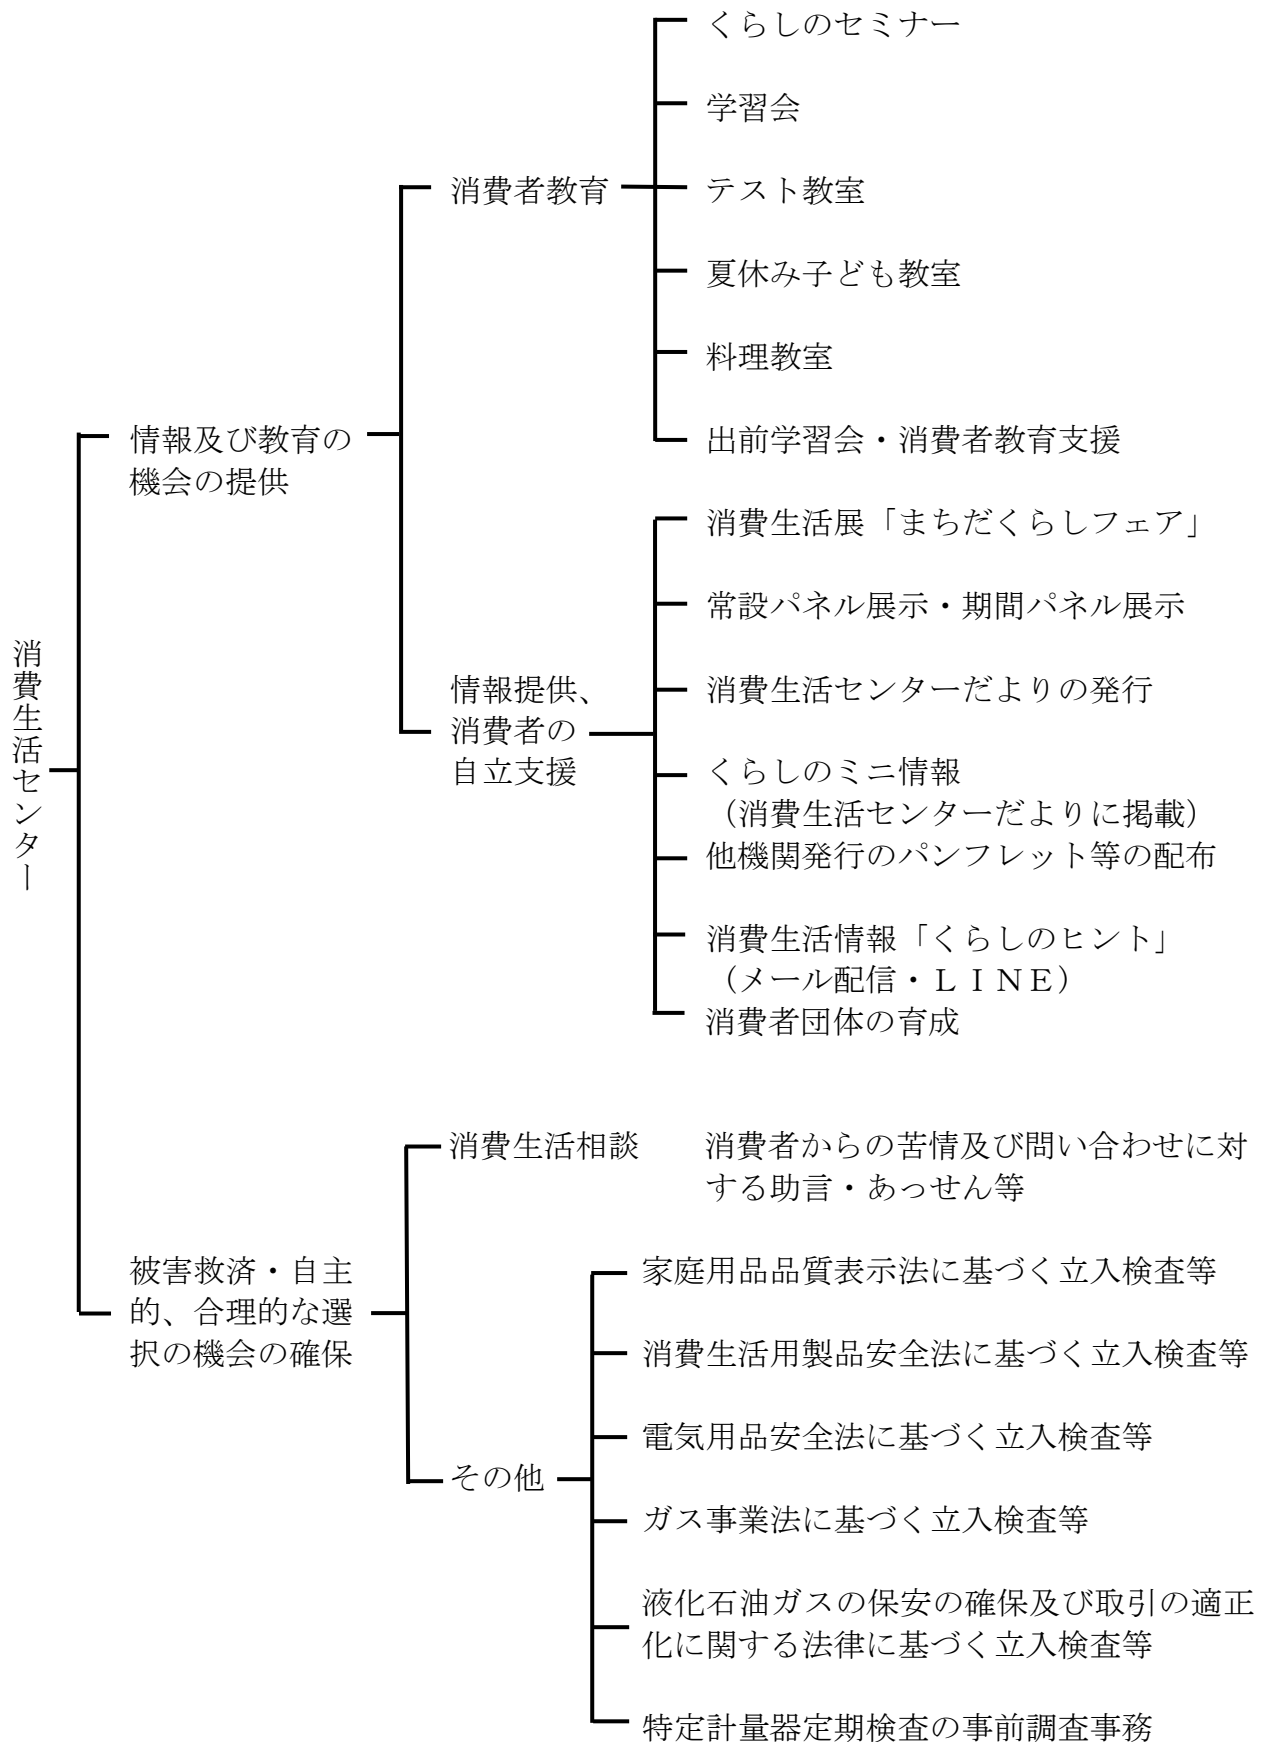 くらしのセミナー
学習会
消費者教育
テスト教室
夏休み子ども教室
料理教室
情報及び教育の
機会の提供
出前学習会・消費者教育支援
消費生活展「まちだくらしフェア」
常設パネル展示・期間パネル展示
消費生活センター
情報提供、
消費者の
自立支援
消費生活センターだよりの発行
くらしのミニ情報
（消費生活センターだよりに掲載）
他機関発行のパンフレット等の配布
消費生活情報「くらしのヒント」
（メール配信・ＬＩＮＥ）
消費者団体の育成
消費生活相談
消費者からの苦情及び問い合わせに対
する助言・あっせん等
被害救済・自主
的、合理的な選
択の機会の確保
家庭用品品質表示法に基づく立入検査等
消費生活用製品安全法に基づく立入検査等
電気用品安全法に基づく立入検査等
その他
ガス事業法に基づく立入検査等
液化石油ガスの保安の確保及び取引の適正
化に関する法律に基づく立入検査等
特定計量器定期検査の事前調査事務